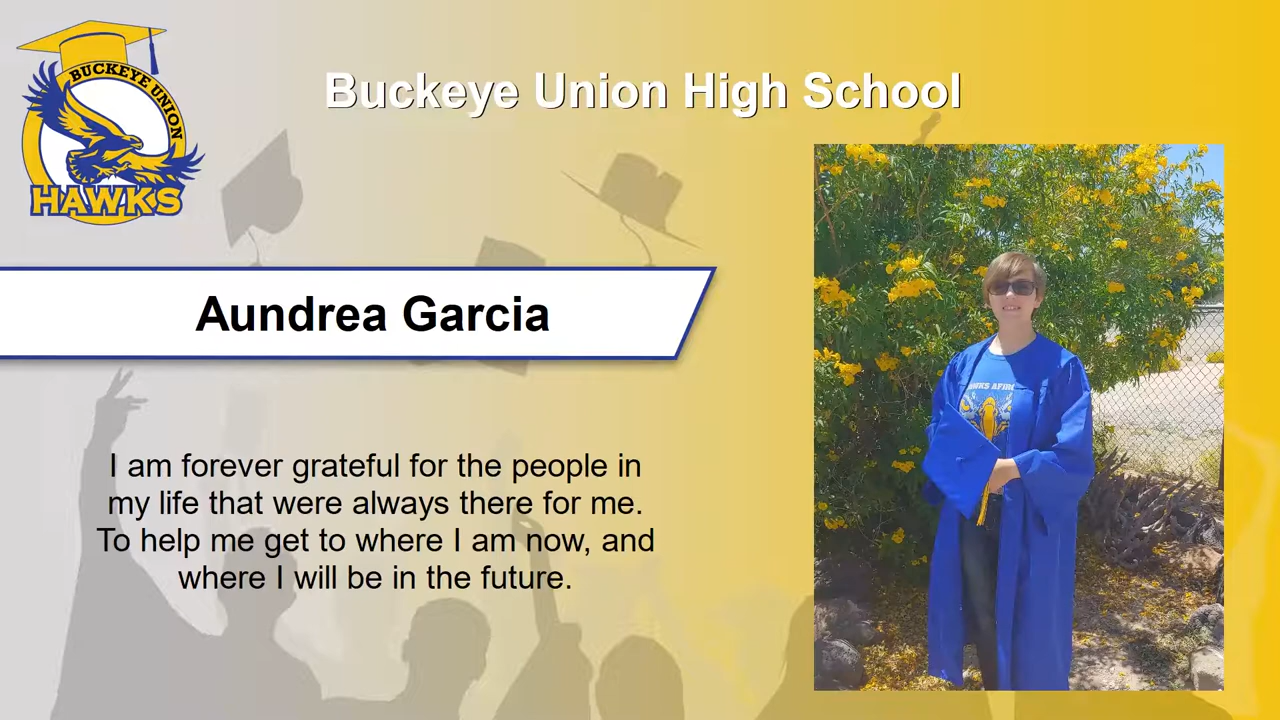 BUCKEYE UNION
HAWKS
Buckeye Union High School
Aundrea Garcia
I am forever grateful for the people in
my life that were always there for me.
To help me get to where I am now, and
where I will be in the future.